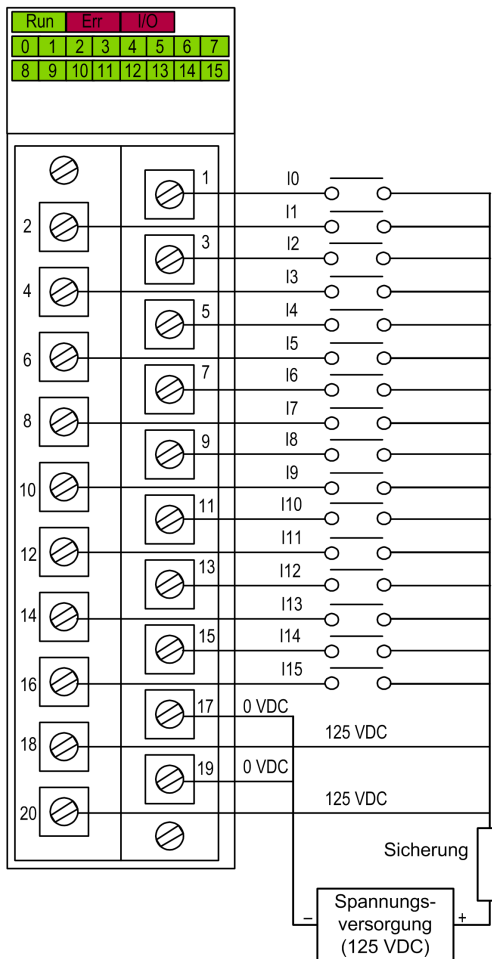 Run Err I/O
0 1 2 3 4 5 6 7
8 9 10 11 12 13 14 15
1 I0
2 I1
3 I2
4 I3
5 I4
6 I5
7 I6
8 I7
9 I8
10 I9
11 I10
12 I11
13 I12
14 I13
15 I14
16 I15
17 0 VDC
18 125 VDC
19 0 VDC
20 125 VDC
Sicherung
Spannungs-
– versorgung +
(125 VDC)